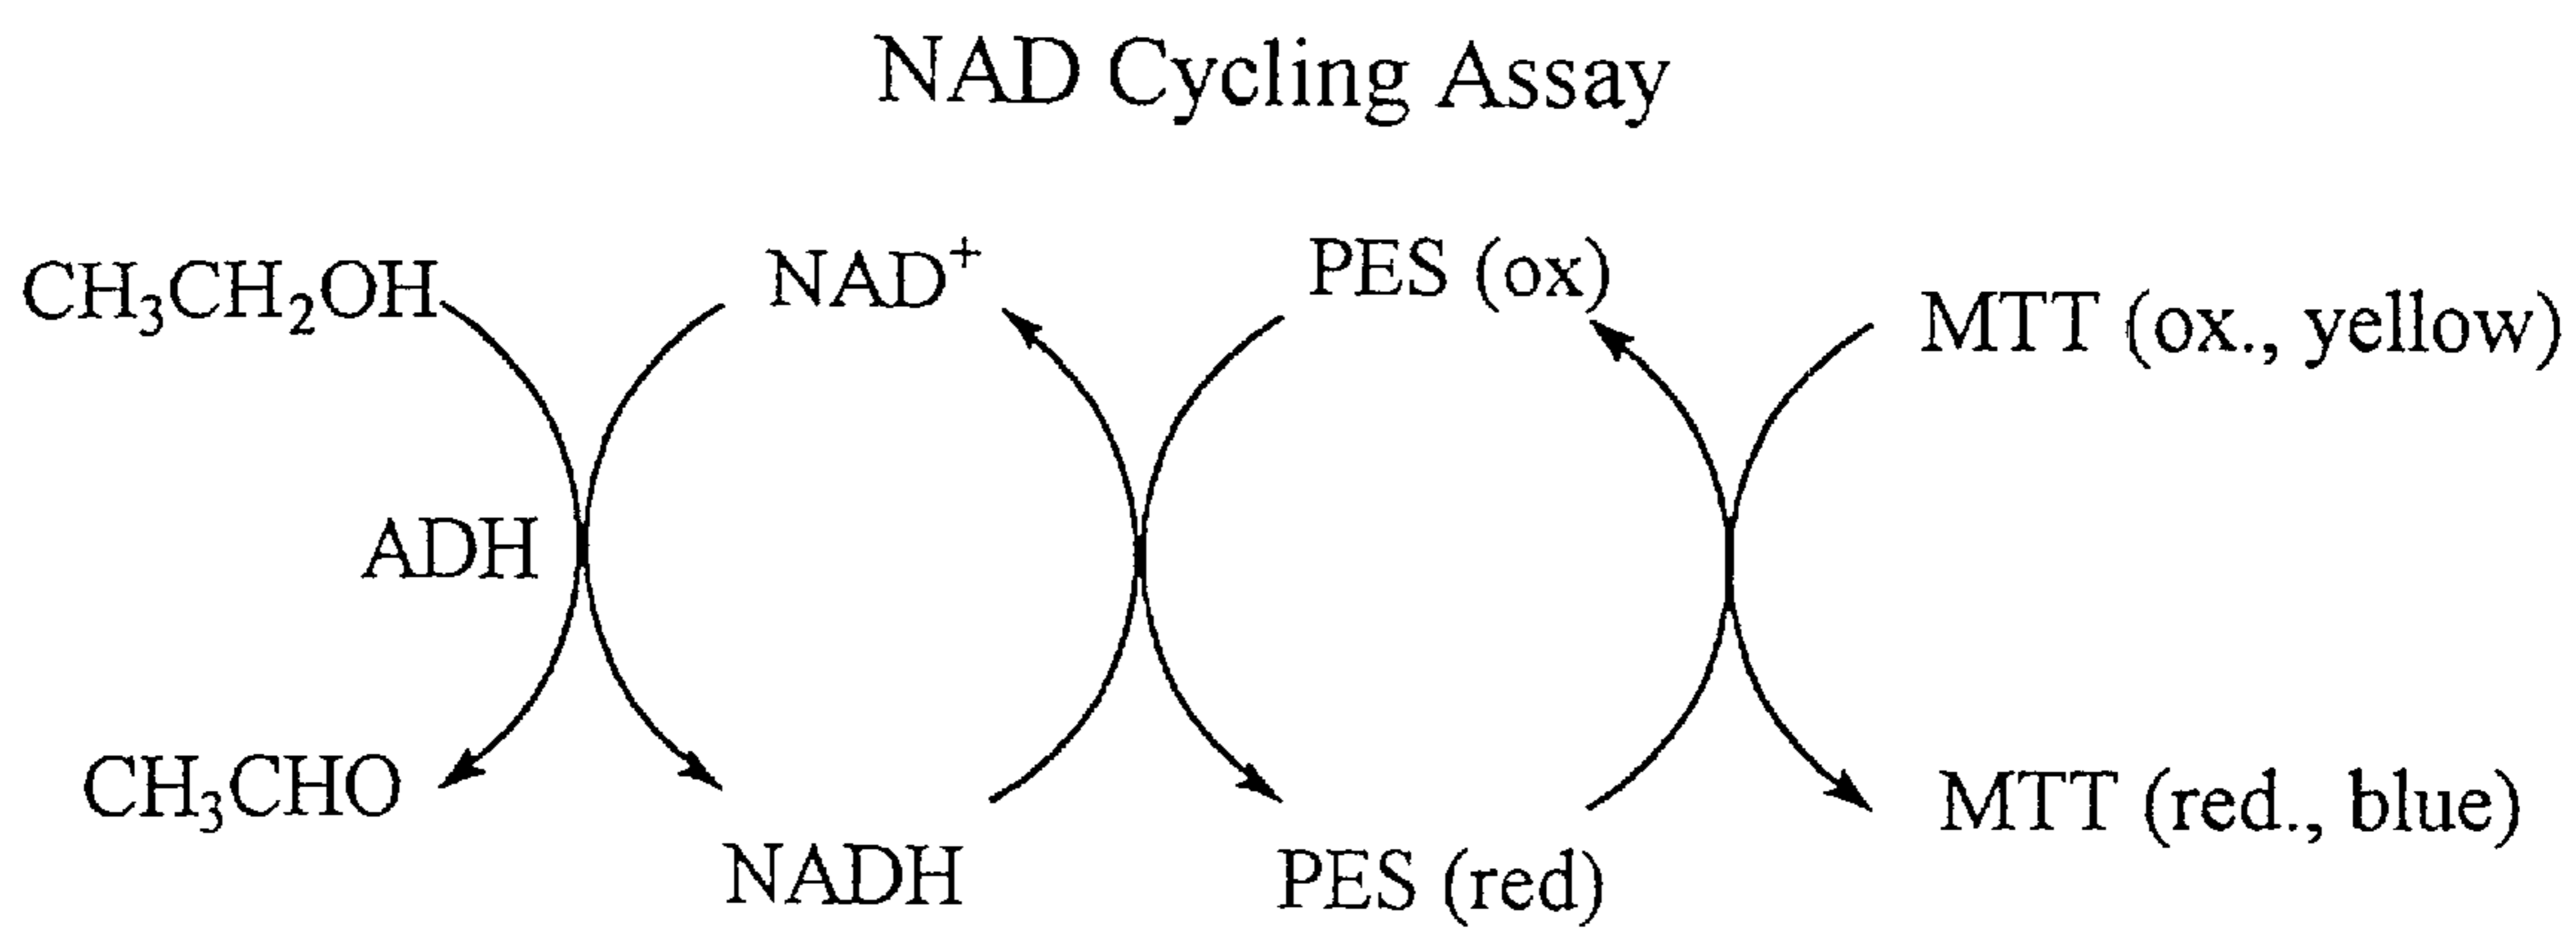 NAD Cycling Assay
CH₃CH₂OH NAD⁺ PES (ox) MTT (ox., yellow)
ADH
CH₃CHO NADH PES (red) MTT (red., blue)